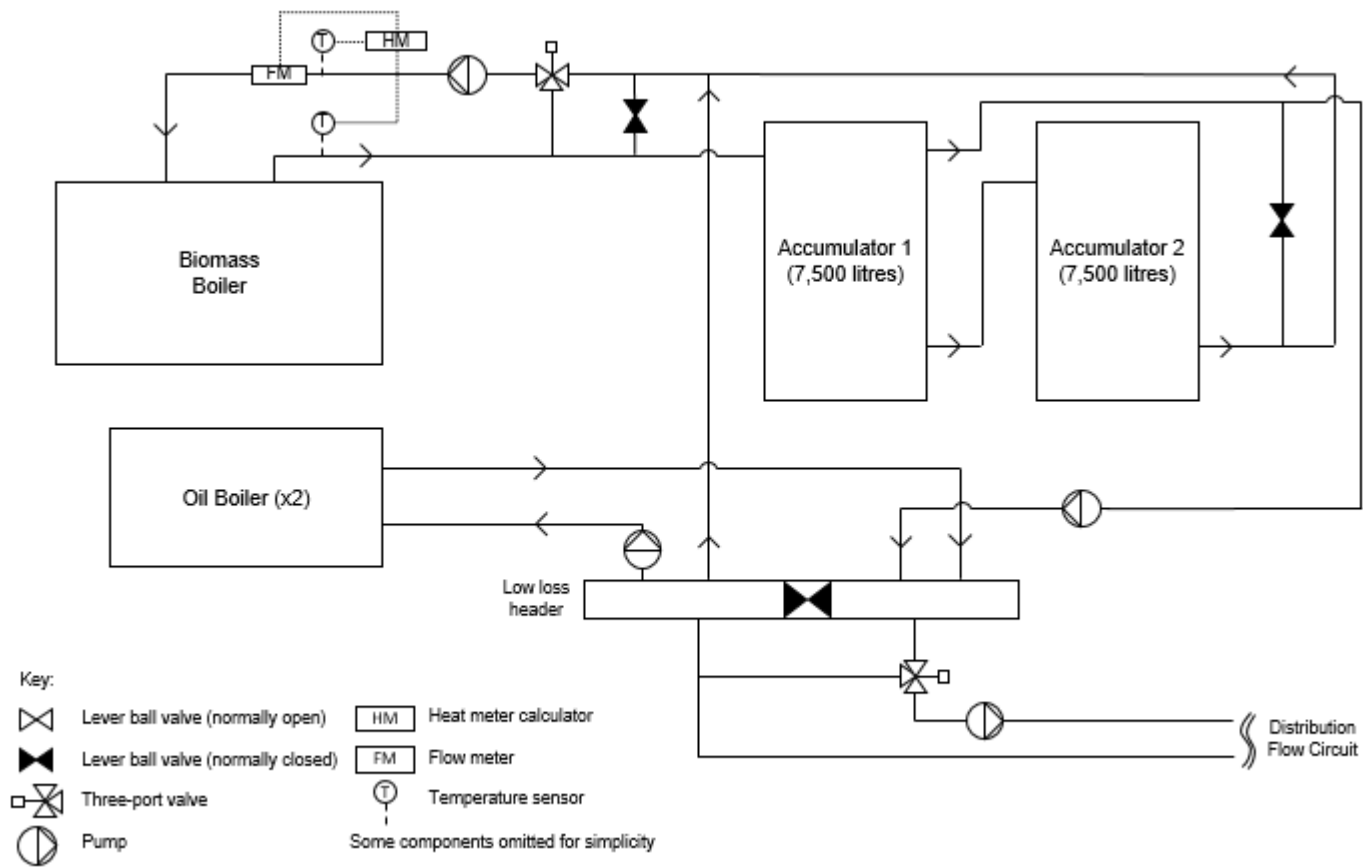 T
HM
FM
T
Biomass
Boiler
Accumulator 1
(7,500 litres)
Accumulator 2
(7,500 litres)
Oil Boiler (x2)
Low loss
header
Key:
Lever ball valve (normally open)
HM
Heat meter calculator
Lever ball valve (normally closed)
FM
Flow meter
Three-port valve
T
Temperature sensor
Pump
Some components omitted for simplicity
Distribution
Flow Circuit